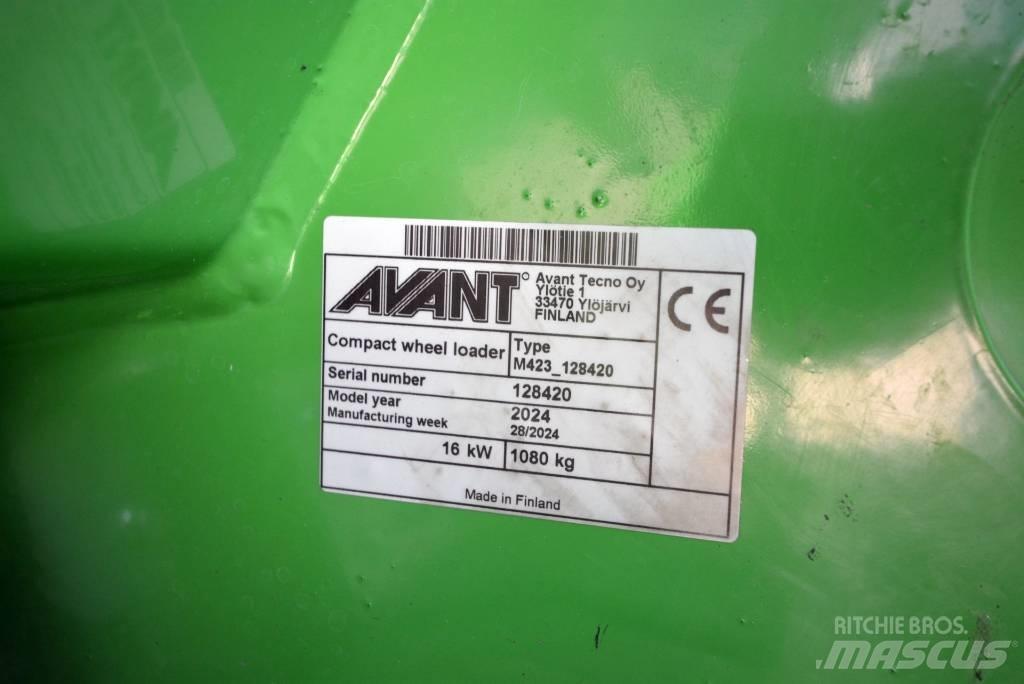 AVANT
Avant Tecno Oy
Ylötie 1
33470 Ylöjärvi
FINLAND
CE
Compact wheel loader
Type
M423_128420
Serial number 128420
Model year 2024
Manufacturing week 28/2024
16 kW 1080 kg
Made in Finland
RITCHIE BROS.
MASCUS